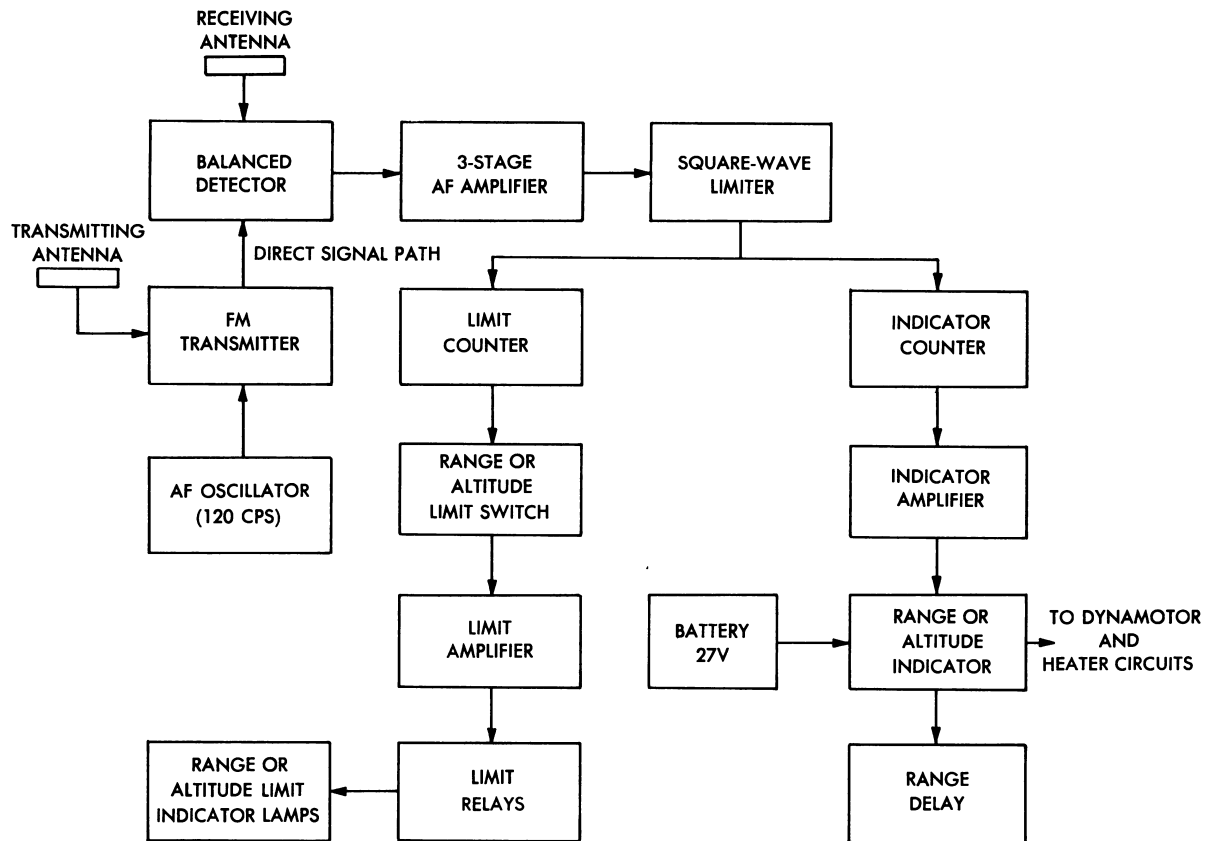 RECEIVING
ANTENNA
BALANCED
DETECTOR
3-STAGE
AF AMPLIFIER
SQUARE-WAVE
LIMITER
TRANSMITTING
ANTENNA
DIRECT SIGNAL PATH
FM
TRANSMITTER
LIMIT
COUNTER
INDICATOR
COUNTER
AF OSCILLATOR
(120 CPS)
RANGE OR
ALTITUDE
LIMIT SWITCH
INDICATOR
AMPLIFIER
LIMIT
AMPLIFIER
BATTERY
27V
RANGE OR
ALTITUDE
INDICATOR
TO DYNAMOTOR
AND
HEATER CIRCUITS
RANGE OR
ALTITUDE LIMIT
INDICATOR LAMPS
LIMIT
RELAYS
RANGE
DELAY